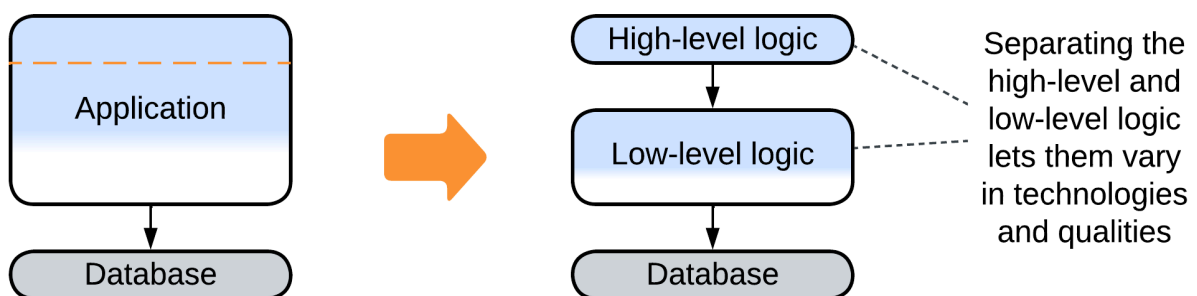 Application
Database
High-level logic
Low-level logic
Database
Separating the
high-level and
low-level logic
lets them vary
in technologies
and qualities